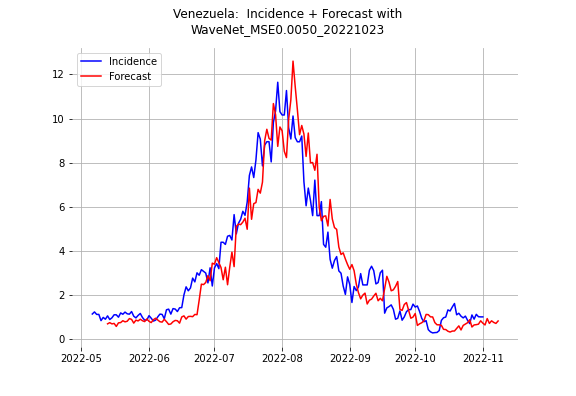 Venezuela:  Incidence + Forecast with
WaveNet_MSE0.0050_20221023
Incidence
Forecast
12
10
8
6
4
2
0
2022-05 2022-06 2022-07 2022-08 2022-09 2022-10 2022-11